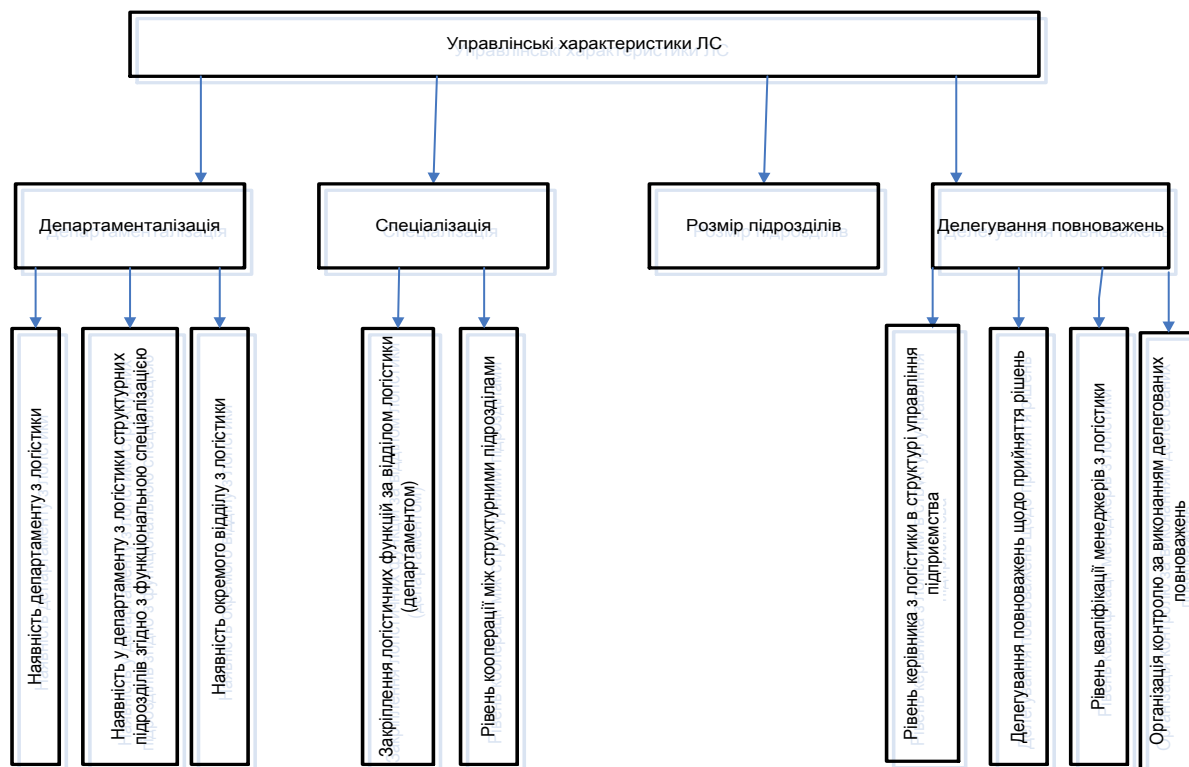 Управлінські характеристики ЛС
Департаменталізація
Спеціалізація
Розмір підрозділів
Делегування повноважень
Наявність департаменту з логістики
Наявність у департаменту з логістики структурних
підрозділів згідно з функціональною спеціалізацією
Наявність окремого відділу з логістики
Закріплення логістичних функцій за відділом логістики
(департаментом)
Рівень кооперації між структурними підрозділами
Рівень керівника з логістики в структурі управління
підприємства
Делегування повноважень щодо прийняття рішень
Рівень кваліфікації менеджерів з логістики
Організація контролю за виконанням делегованих
повноважень